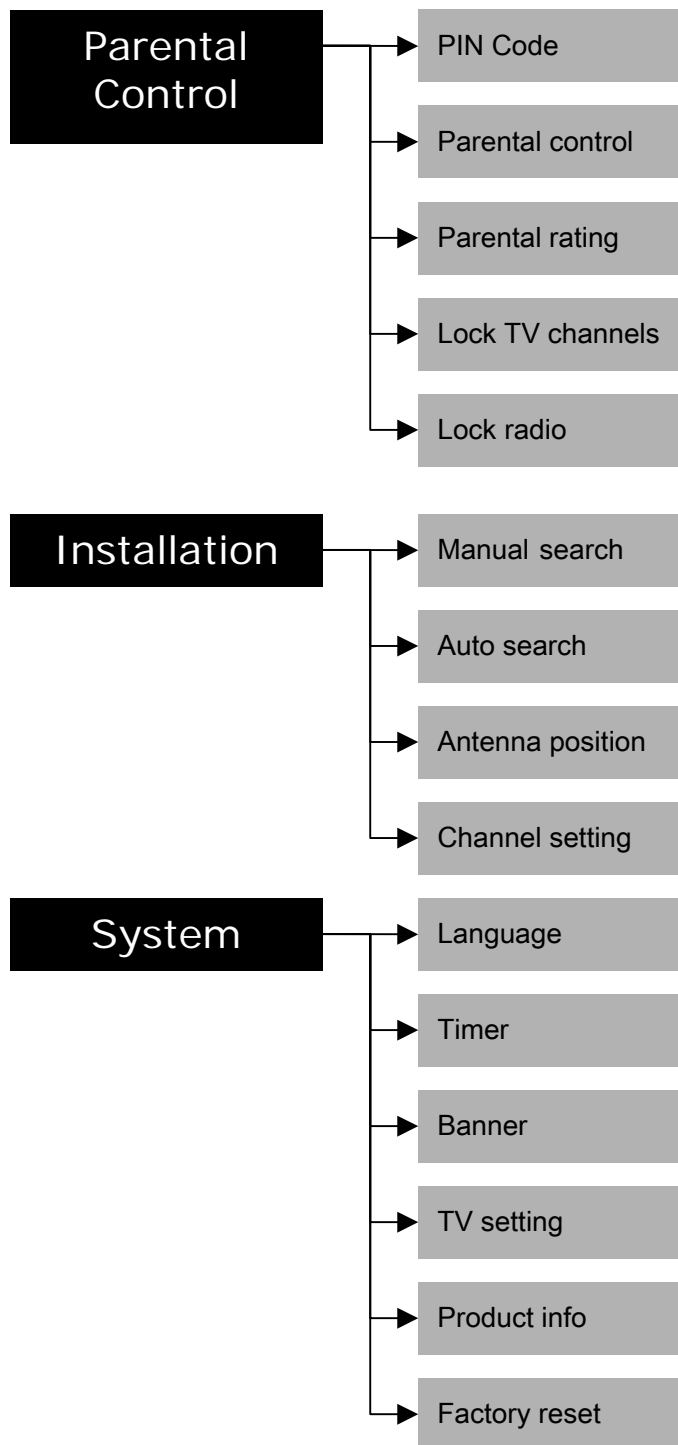 Parental
Control
PIN Code
Parental control
Parental rating
Lock TV channels
Lock radio
Installation
Manual search
Auto search
Antenna position
Channel setting
System
Language
Timer
Banner
TV setting
Product info
Factory reset